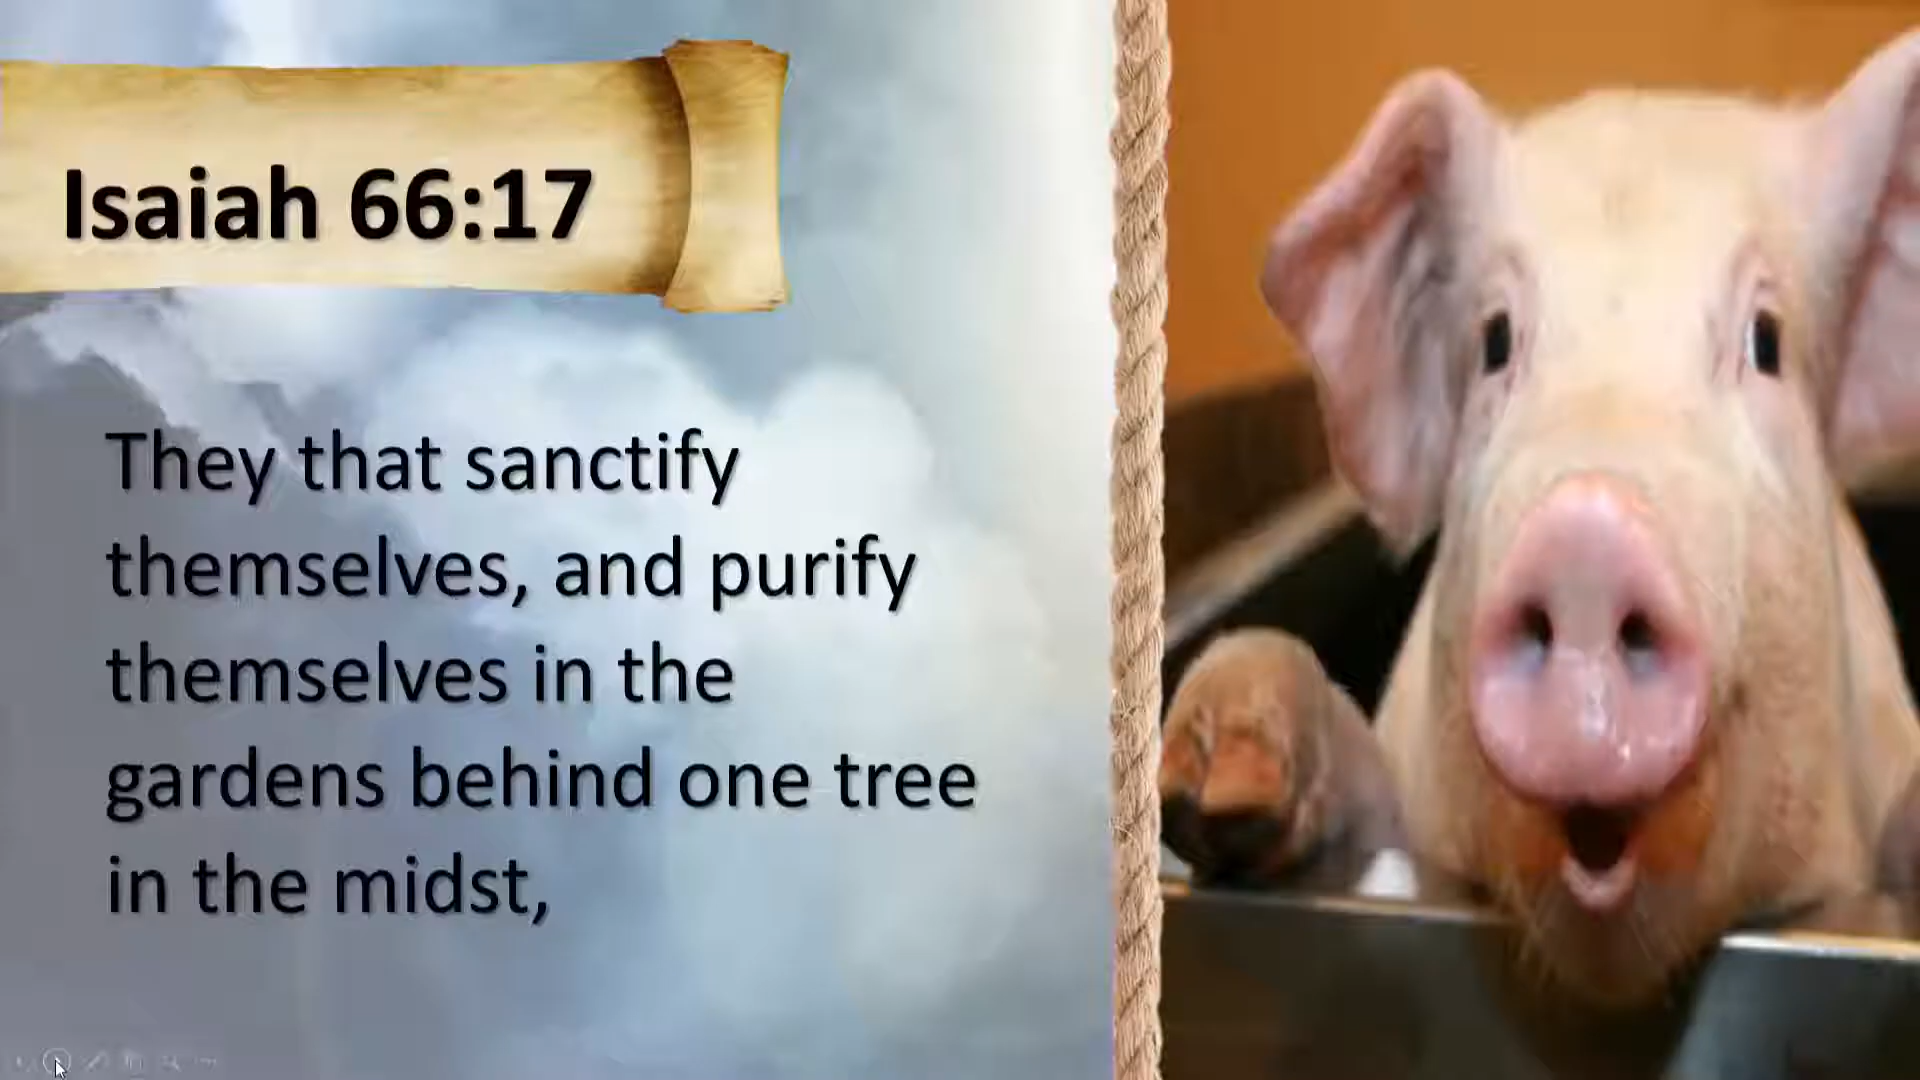 Isaiah 66:17
They that sanctify
themselves, and purify
themselves in the
gardens behind one tree
in the midst,